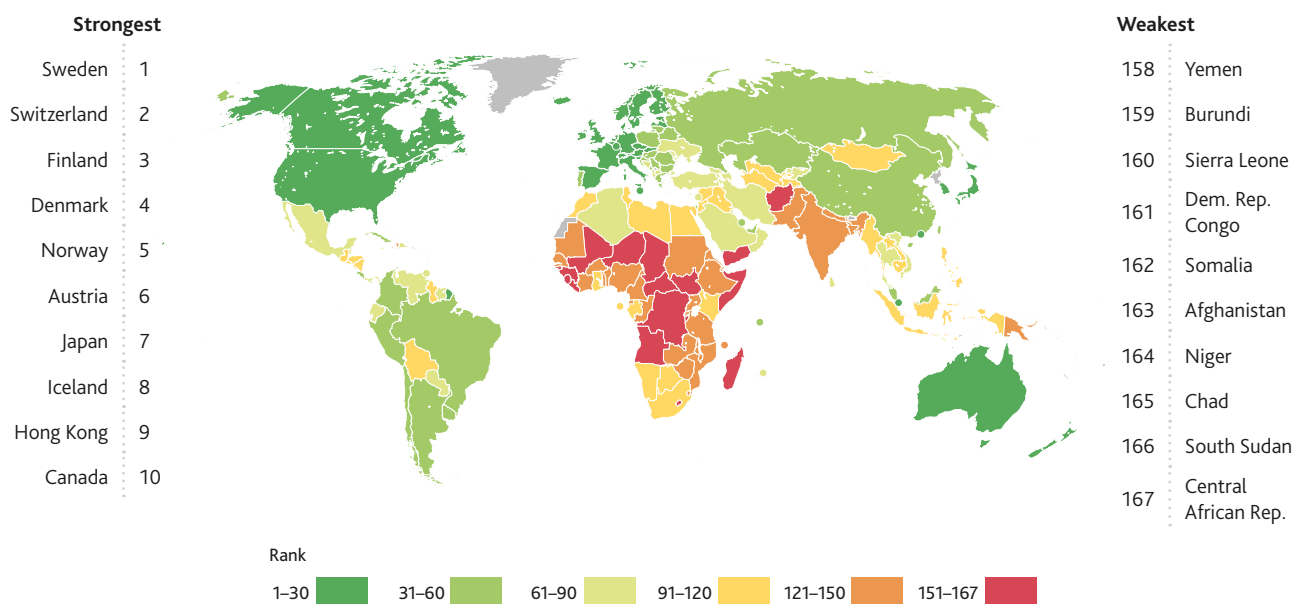 Strongest
Sweden 1
Switzerland 2
Finland 3
Denmark 4
Norway 5
Austria 6
Japan 7
Iceland 8
Hong Kong 9
Canada 10
Weakest
158 Yemen
159 Burundi
160 Sierra Leone
161 Dem. Rep.
Congo
162 Somalia
163 Afghanistan
164 Niger
165 Chad
166 South Sudan
167 Central
African Rep.
Rank
1–30 31–60 61–90 91–120 121–150 151–167